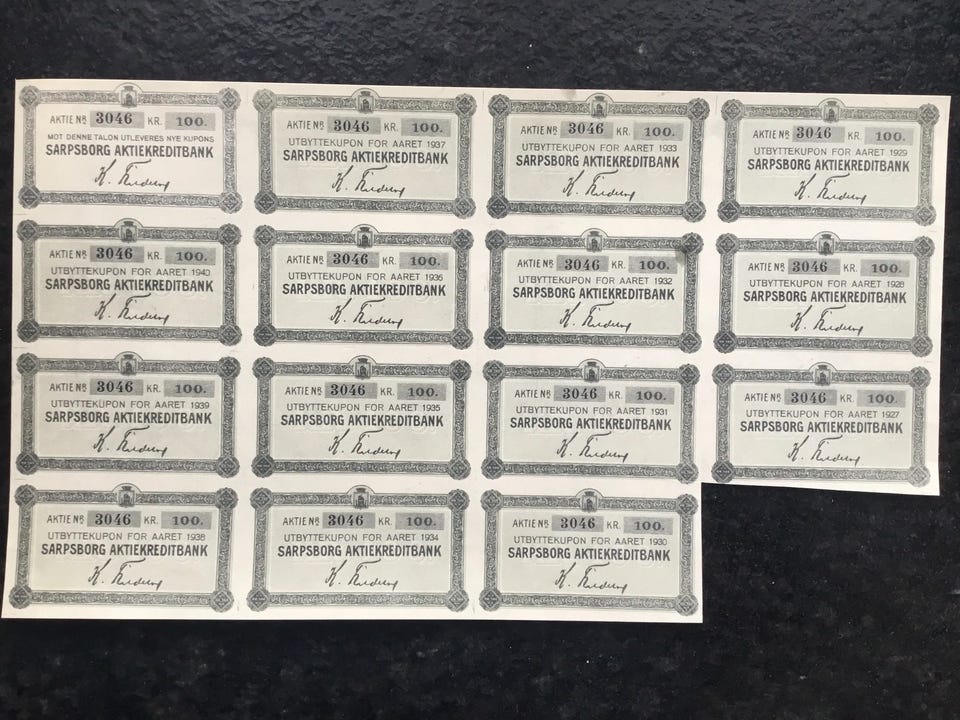 AKTIE Nº 3046 KR. 100.
MOT DENNE TALON UTLEVERES NYE KUPONS
SARPSBORG AKTIEKREDITBANK
AKTIE Nº 3046 KR. 100.
UTBYTTEKUPON FOR AARET 1937
SARPSBORG AKTIEKREDITBANK
AKTIE Nº 3046 KR. 100.
UTBYTTEKUPON FOR AARET 1933
SARPSBORG AKTIEKREDITBANK
AKTIE Nº 3046 KR. 100.
UTBYTTEKUPON FOR AARET 1929
SARPSBORG AKTIEKREDITBANK
AKTIE Nº 3046 KR. 100.
UTBYTTEKUPON FOR AARET 1940
SARPSBORG AKTIEKREDITBANK
AKTIE Nº 3046 KR. 100.
UTBYTTEKUPON FOR AARET 1936
SARPSBORG AKTIEKREDITBANK
AKTIE Nº 3046 KR. 100.
UTBYTTEKUPON FOR AARET 1932
SARPSBORG AKTIEKREDITBANK
AKTIE Nº 3046 KR. 100.
UTBYTTEKUPON FOR AARET 1928
SARPSBORG AKTIEKREDITBANK
AKTIE Nº 3046 KR. 100.
UTBYTTEKUPON FOR AARET 1939
SARPSBORG AKTIEKREDITBANK
AKTIE Nº 3046 KR. 100.
UTBYTTEKUPON FOR AARET 1935
SARPSBORG AKTIEKREDITBANK
AKTIE Nº 3046 KR. 100.
UTBYTTEKUPON FOR AARET 1931
SARPSBORG AKTIEKREDITBANK
AKTIE Nº 3046 KR. 100.
UTBYTTEKUPON FOR AARET 1927
SARPSBORG AKTIEKREDITBANK
AKTIE Nº 3046 KR. 100.
UTBYTTEKUPON FOR AARET 1938
SARPSBORG AKTIEKREDITBANK
AKTIE Nº 3046 KR. 100.
UTBYTTEKUPON FOR AARET 1934
SARPSBORG AKTIEKREDITBANK
AKTIE Nº 3046 KR. 100.
UTBYTTEKUPON FOR AARET 1930
SARPSBORG AKTIEKREDITBANK